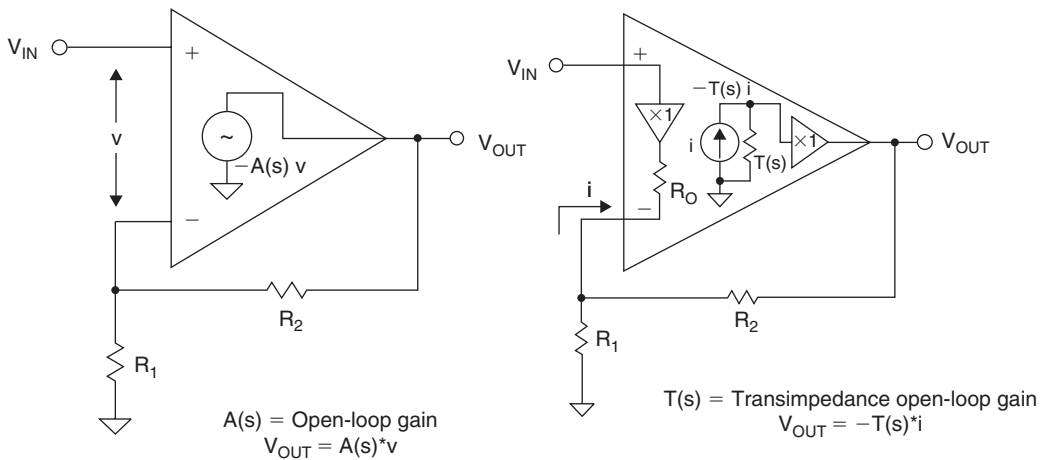 V_IN
+
v
~
−A(s) v
−
V_OUT
R_2
R_1
A(s) = Open-loop gain
V_OUT = A(s)*v
V_IN
+
×1
−T(s) i
i
T(s)
×1
V_OUT
R_O
i
−
R_2
R_1
T(s) = Transimpedance open-loop gain
V_OUT = −T(s)*i